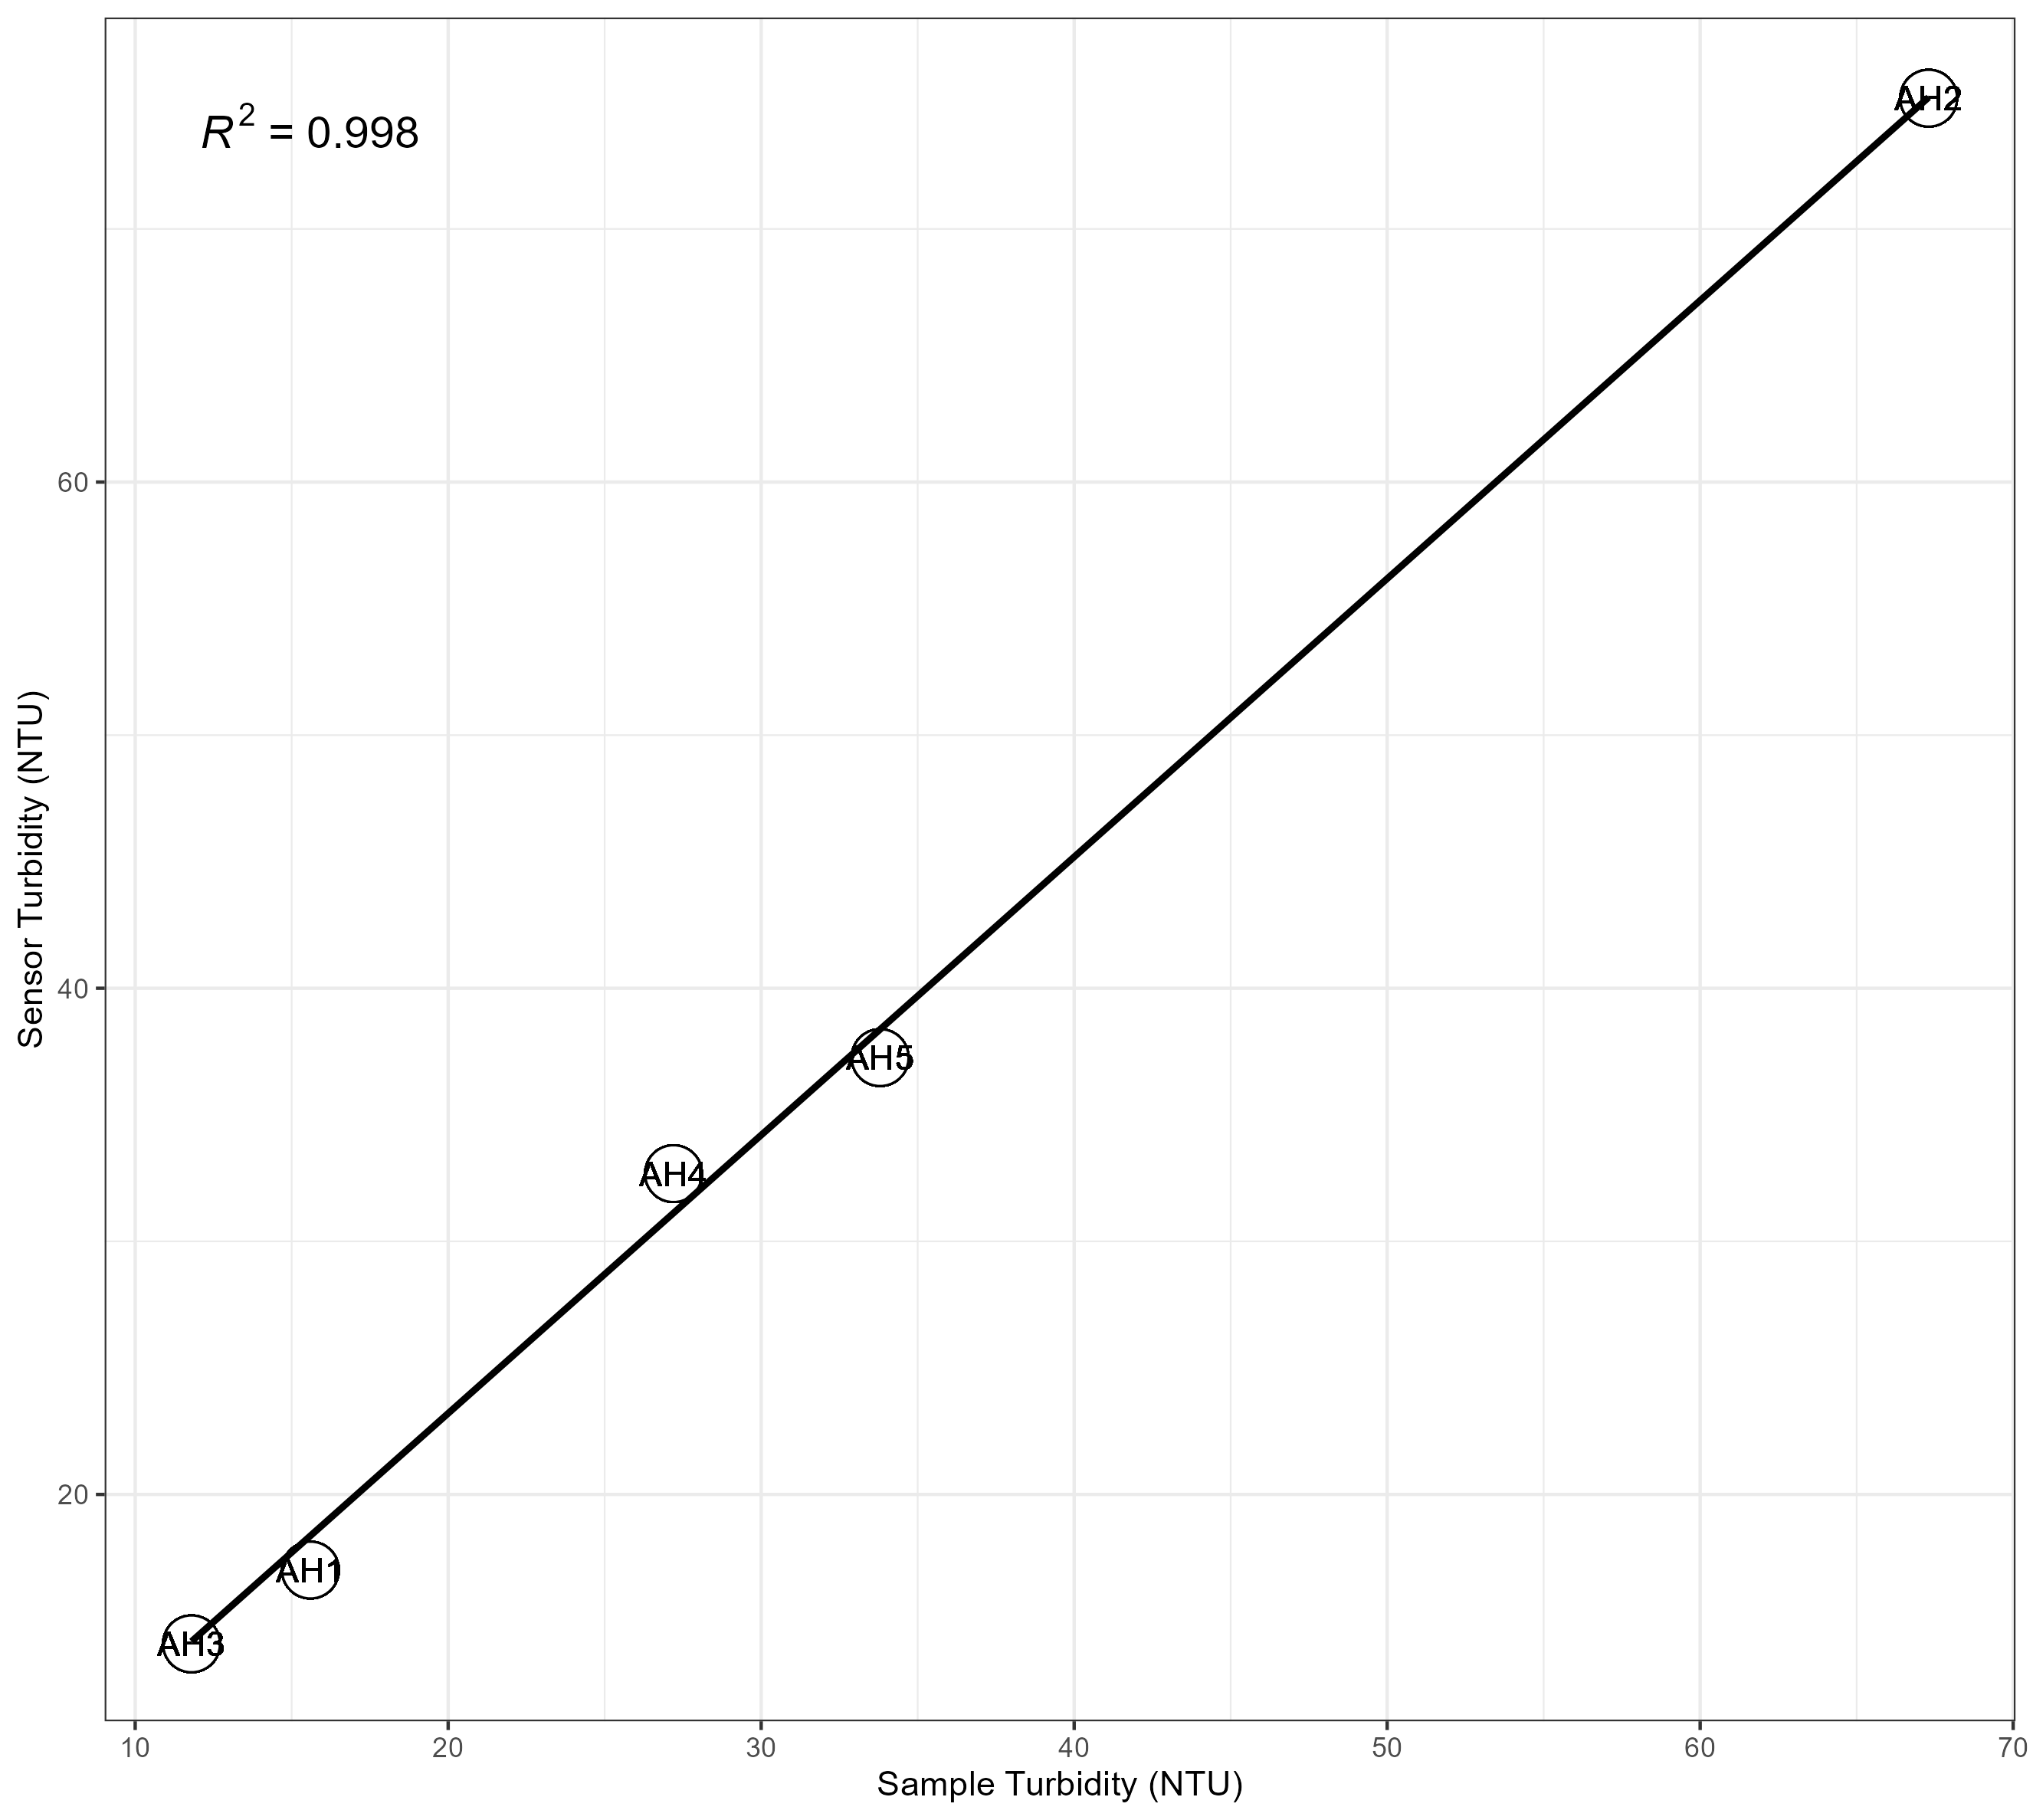 R² = 0.998
AH2
60
Sensor Turbidity (NTU)
40
AH5
AH4
20
AH1
AH3
10 20 30 40 50 60 70
Sample Turbidity (NTU)